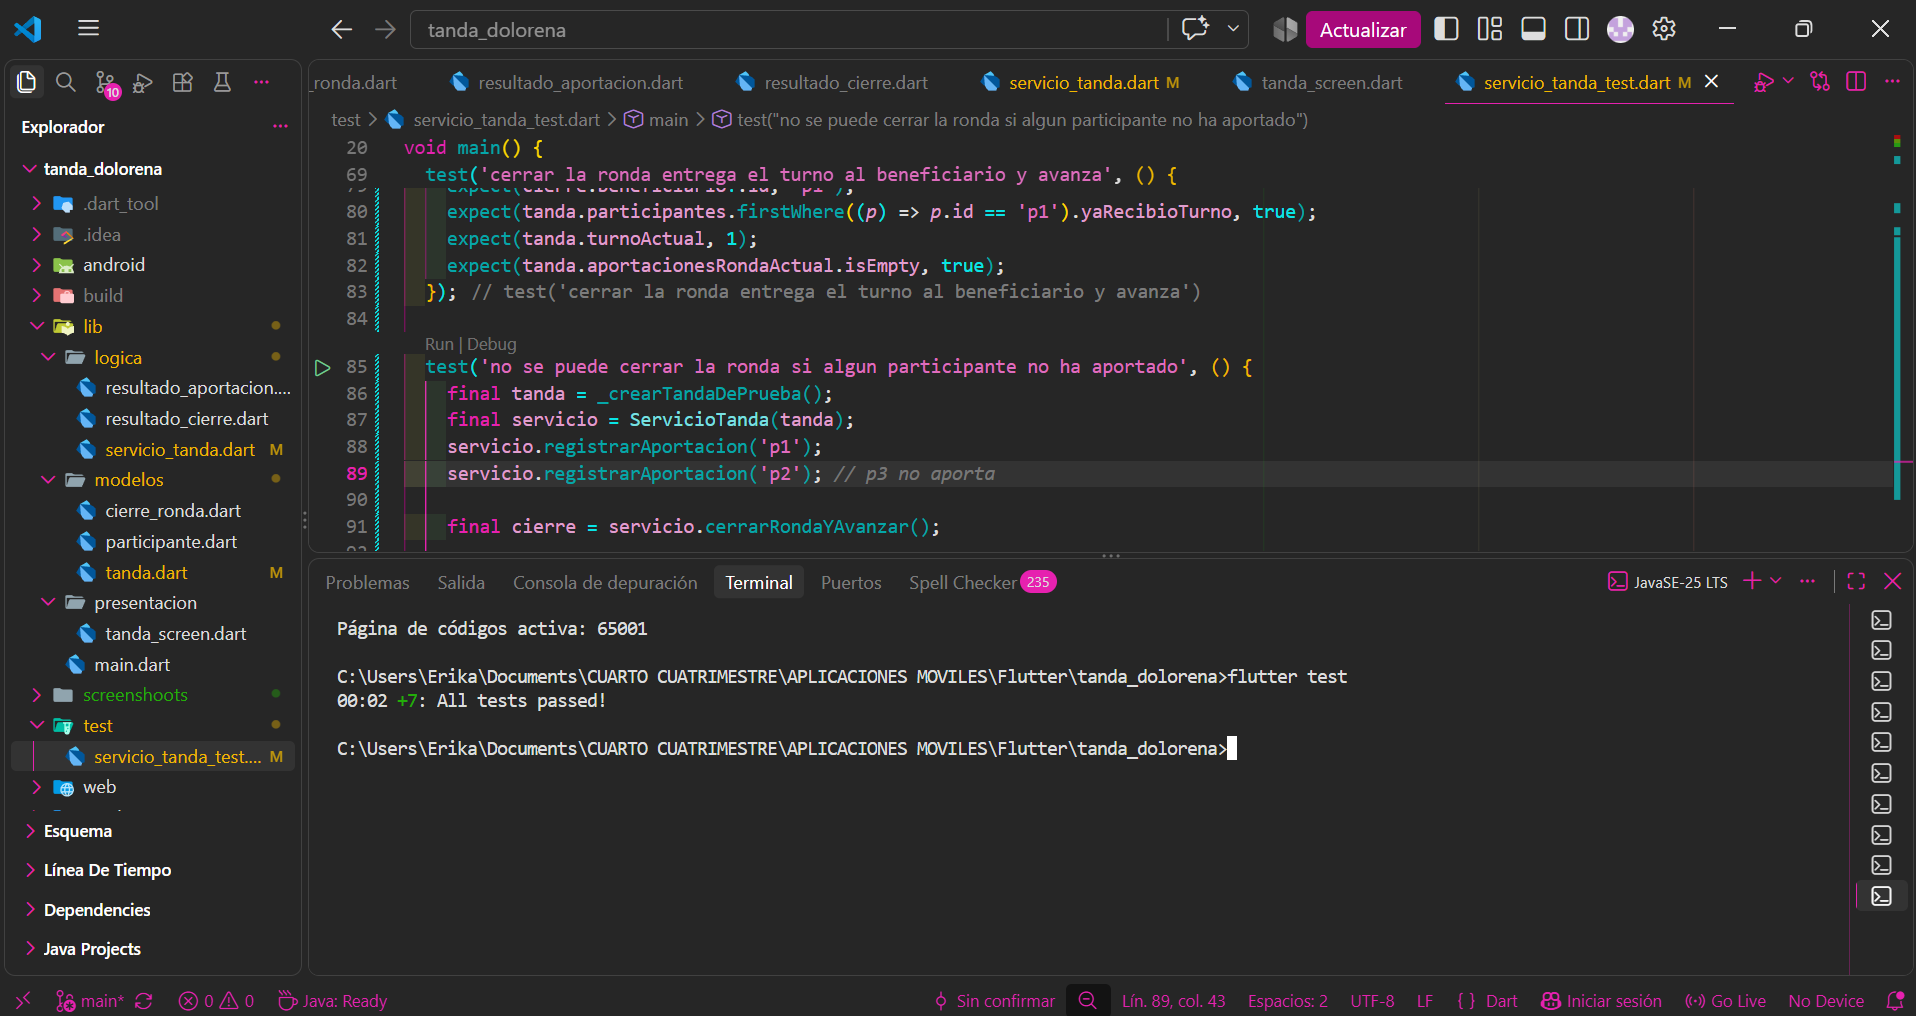 tanda_dolorena
Actualizar
Explorador
tanda_dolorena
.dart_tool
.idea
android
build
lib
logica
resultado_aportacion....
resultado_cierre.dart
servicio_tanda.dart M
modelos
cierre_ronda.dart
participante.dart
tanda.dart M
presentacion
tanda_screen.dart
main.dart
screenshoots
test
servicio_tanda_test.... M
web
Esquema
Línea De Tiempo
Dependencies
Java Projects
10
_ronda.dart resultado_aportacion.dart resultado_cierre.dart servicio_tanda.dart M tanda_screen.dart servicio_tanda_test.dart M
test > servicio_tanda_test.dart > main > test("no se puede cerrar la ronda si algun participante no ha aportado")
20 void main() {
69 test('cerrar la ronda entrega el turno al beneficiario y avanza', () {
80 expect(tanda.participantes.firstWhere((p) => p.id == 'p1').yaRecibioTurno, true);
81 expect(tanda.turnoActual, 1);
82 expect(tanda.aportacionesRondaActual.isEmpty, true);
83 }); // test('cerrar la ronda entrega el turno al beneficiario y avanza')
84
Run | Debug
85 test('no se puede cerrar la ronda si algun participante no ha aportado', () {
86 final tanda = _crearTandaDePrueba();
87 final servicio = ServicioTanda(tanda);
88 servicio.registrarAportacion('p1');
89 servicio.registrarAportacion('p2'); // p3 no aporta
90
91 final cierre = servicio.cerrarRondaYAvanzar();
Problemas Salida Consola de depuración Terminal Puertos Spell Checker 235
JavaSE-25 LTS
Página de códigos activa: 65001
C:\Users\Erika\Documents\CUARTO CUATRIMESTRE\APLICACIONES MOVILES\Flutter\tanda_dolorena>flutter test
00:02 +7: All tests passed!
C:\Users\Erika\Documents\CUARTO CUATRIMESTRE\APLICACIONES MOVILES\Flutter\tanda_dolorena>
main* 0 0 Java: Ready Sin confirmar Lín. 89, col. 43 Espacios: 2 UTF-8 LF { } Dart Iniciar sesión Go Live No Device